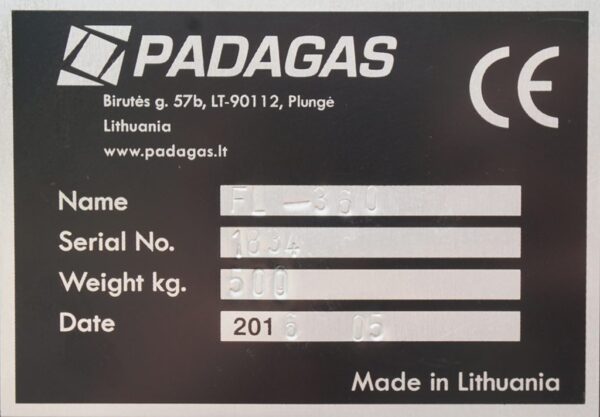 PADAGAS
CE
Birutės g. 57b, LT-90112, Plungė
Lithuania
www.padagas.lt
Name FL-360
Serial No. 1834
Weight kg. 500
Date 2016 05
Made in Lithuania